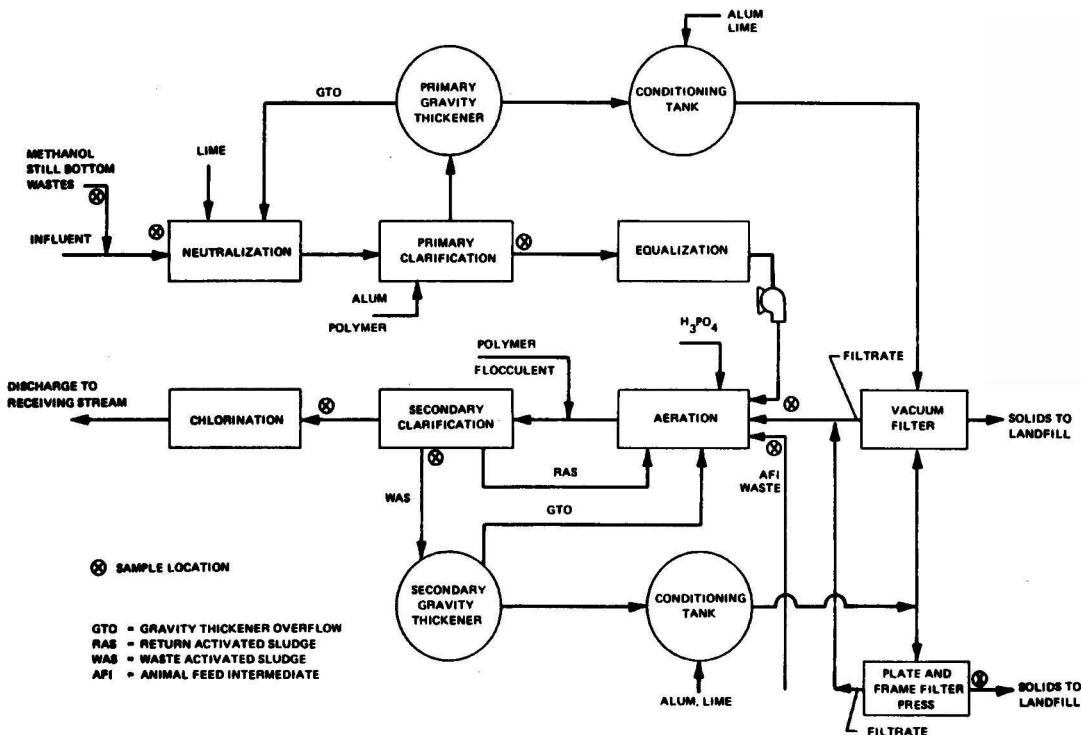 ALUM
LIME
PRIMARY
GRAVITY
THICKENER
CONDITIONING
TANK
GTO
METHANOL
STILL BOTTOM
WASTES
LIME
INFLUENT
NEUTRALIZATION
PRIMARY
CLARIFICATION
EQUALIZATION
ALUM
POLYMER
H3PO4
POLYMER
FLOCCULENT
FILTRATE
DISCHARGE TO
RECEIVING STREAM
CHLORINATION
SECONDARY
CLARIFICATION
AERATION
VACUUM
FILTER
SOLIDS TO
LANDFILL
RAS
AFI
WASTE
WAS
GTO
SAMPLE LOCATION
SECONDARY
GRAVITY
THICKENER
CONDITIONING
TANK
GTO = GRAVITY THICKENER OVERFLOW
RAS = RETURN ACTIVATED SLUDGE
WAS = WASTE ACTIVATED SLUDGE
AFI = ANIMAL FEED INTERMEDIATE
ALUM, LIME
PLATE AND
FRAME FILTER
PRESS
SOLIDS TO
LANDFILL
FILTRATE